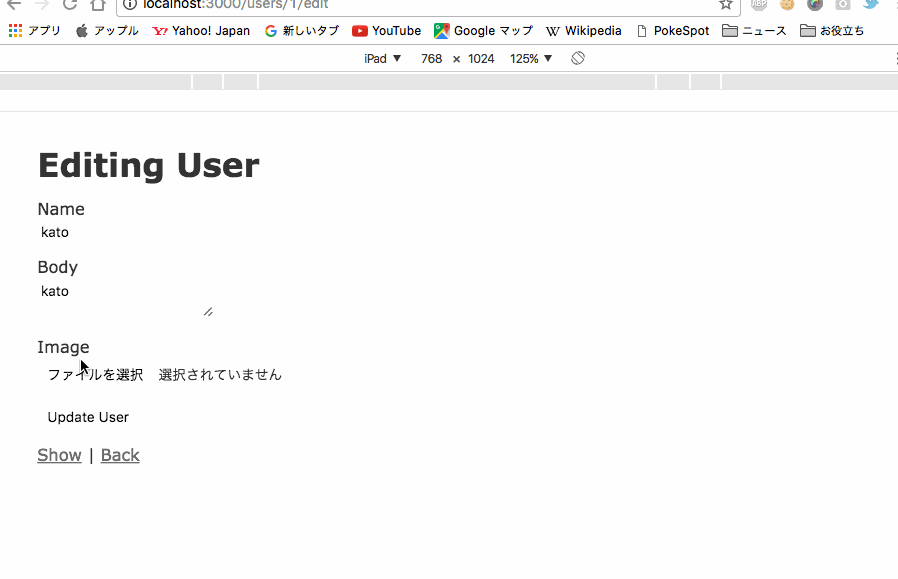 localhost:3000/users/1/edit
アプリ アップル Yahoo! Japan 新しいタブ YouTube Google マップ Wikipedia PokeSpot ニュース お役立ち
iPad ▼ 768 × 1024 125% ▼
Editing User
Name
kato
Body
kato
Image
ファイルを選択 選択されていません
Update User
Show | Back